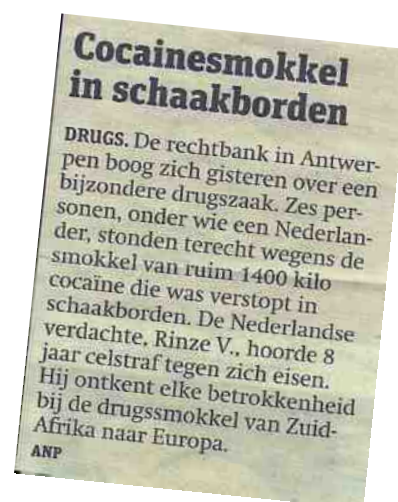 Cocainesmokkel
in schaakborden
DRUGS. De rechtbank in Antwer-
pen boog zich gisteren over een
bijzondere drugszaak. Zes per-
sonen, onder wie een Nederlan-
der, stonden terecht wegens de
smokkel van ruim 1400 kilo
cocaïne die was verstopt in
schaakborden. De Nederlandse
verdachte, Rinze V., hoorde 8
jaar celstraf tegen zich eisen.
Hij ontkent elke betrokkenheid
bij de drugssmokkel van Zuid-
Afrika naar Europa.
ANP